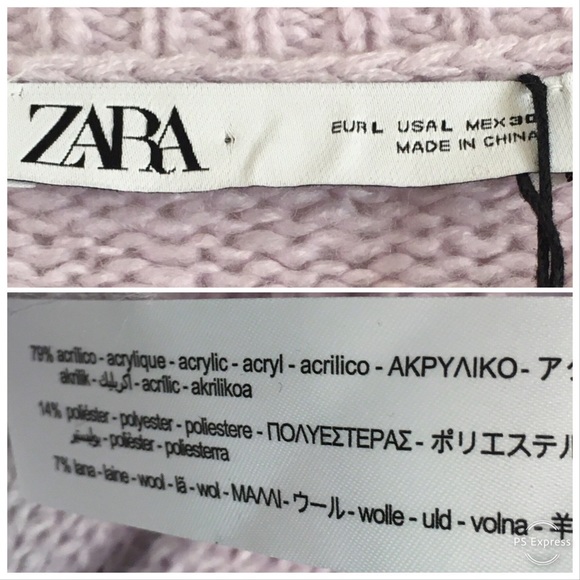 ZARA
EUR L USA L MEX 30
MADE IN CHINA
79% acrílico - acrylique - acrylic - acryl - acrilico - ΑΚΡΥΛΙΚΟ - ア
akrilik - أكريليك - acrílic - akrilikoa
14% poliéster - polyester - poliestere - ΠΟΛΥΕΣΤΕΡΑΣ - ポリエステル
بوليستر - polièster - poliesterra
7% lana - laine - wool - lã - wol - ΜΑΛΛΙ - ウール - wolle - uld - volna - 羊
PS Express